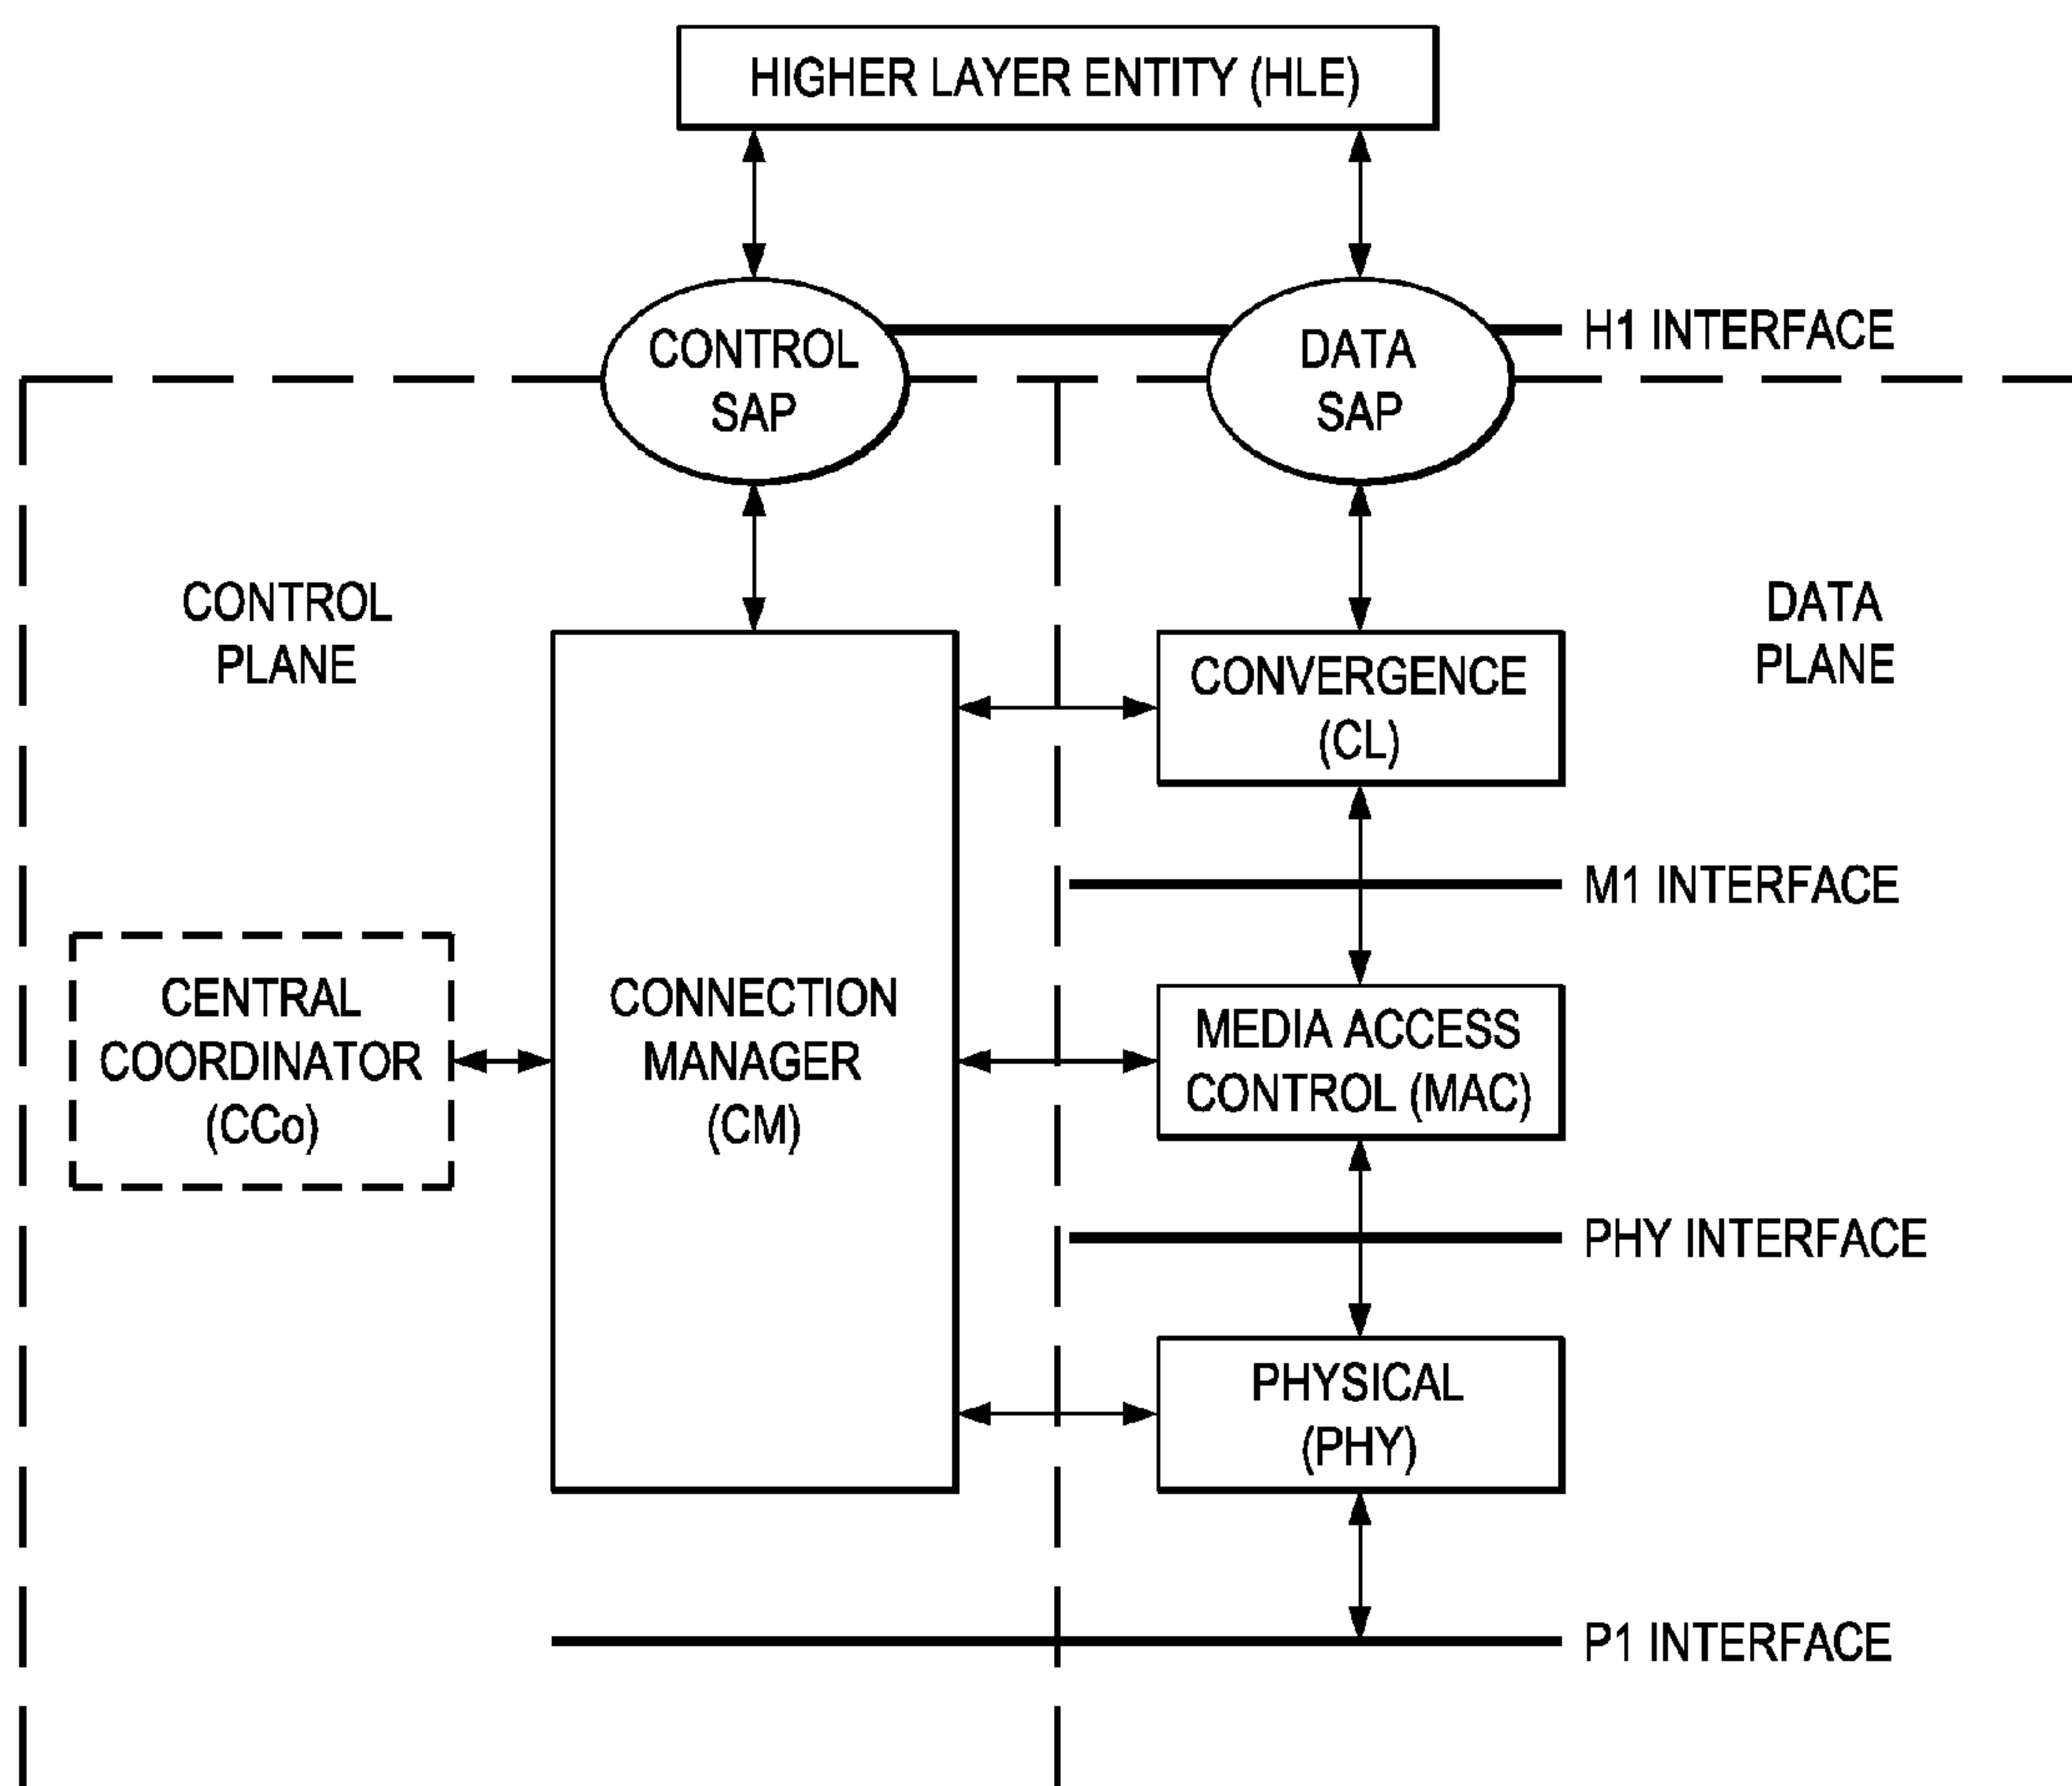 HIGHER LAYER ENTITY (HLE)
CONTROL
SAP
DATA
SAP
H1 INTERFACE
CONTROL
PLANE
DATA
PLANE
CONVERGENCE
(CL)
M1 INTERFACE
CENTRAL
COORDINATOR
(CCo)
CONNECTION
MANAGER
(CM)
MEDIA ACCESS
CONTROL (MAC)
PHY INTERFACE
PHYSICAL
(PHY)
P1 INTERFACE